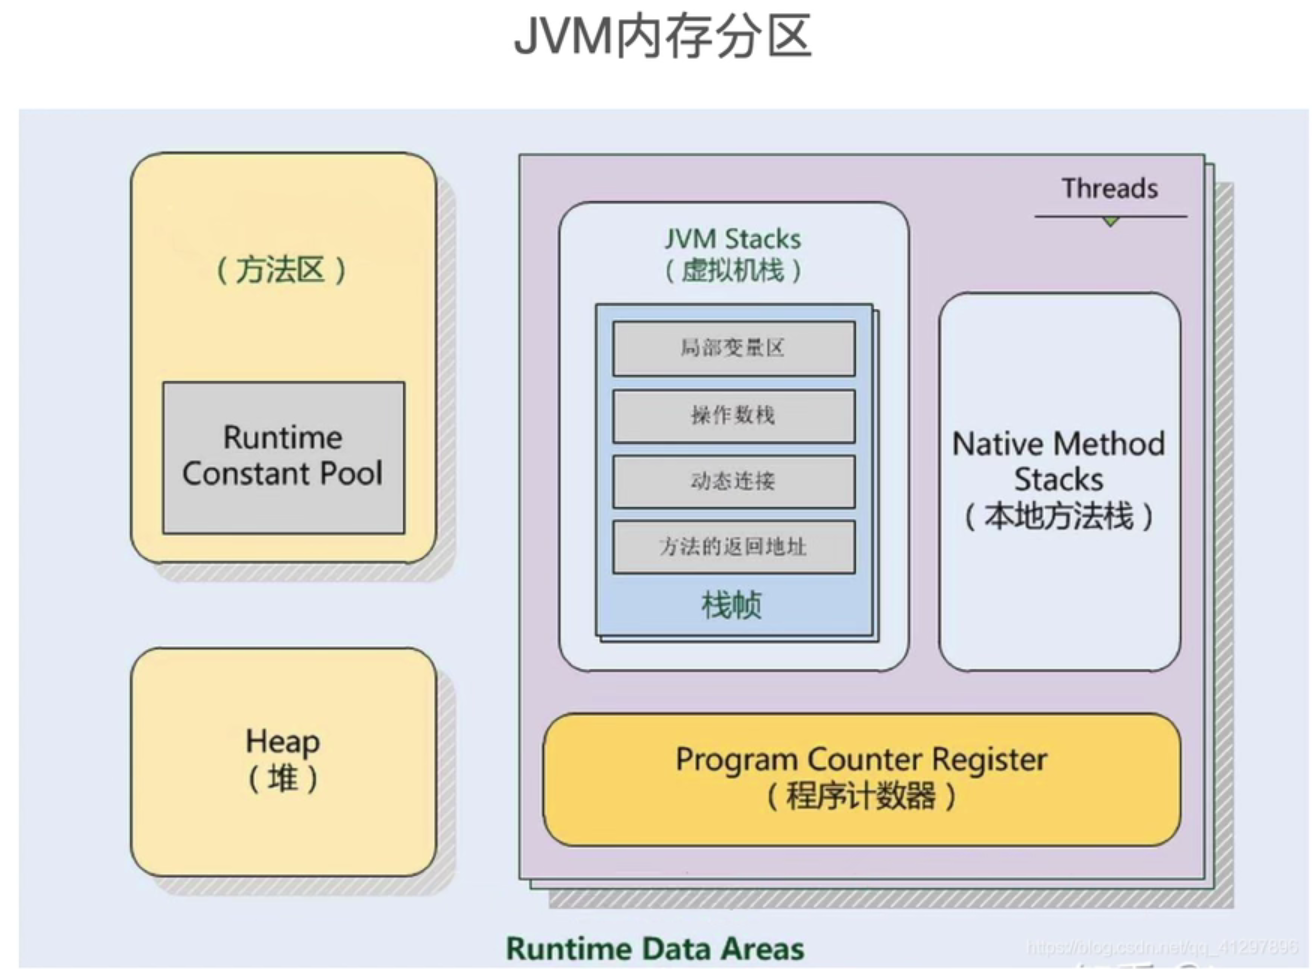 JVM内存分区
（方法区）
Runtime
Constant Pool
Heap
（堆）
Threads
JVM Stacks
（虚拟机栈）
局部变量区
操作数栈
动态连接
方法的返回地址
栈帧
Native Method
Stacks
（本地方法栈）
Program Counter Register
（程序计数器）
Runtime Data Areas
https://blog.csdn.net/qq_41297896